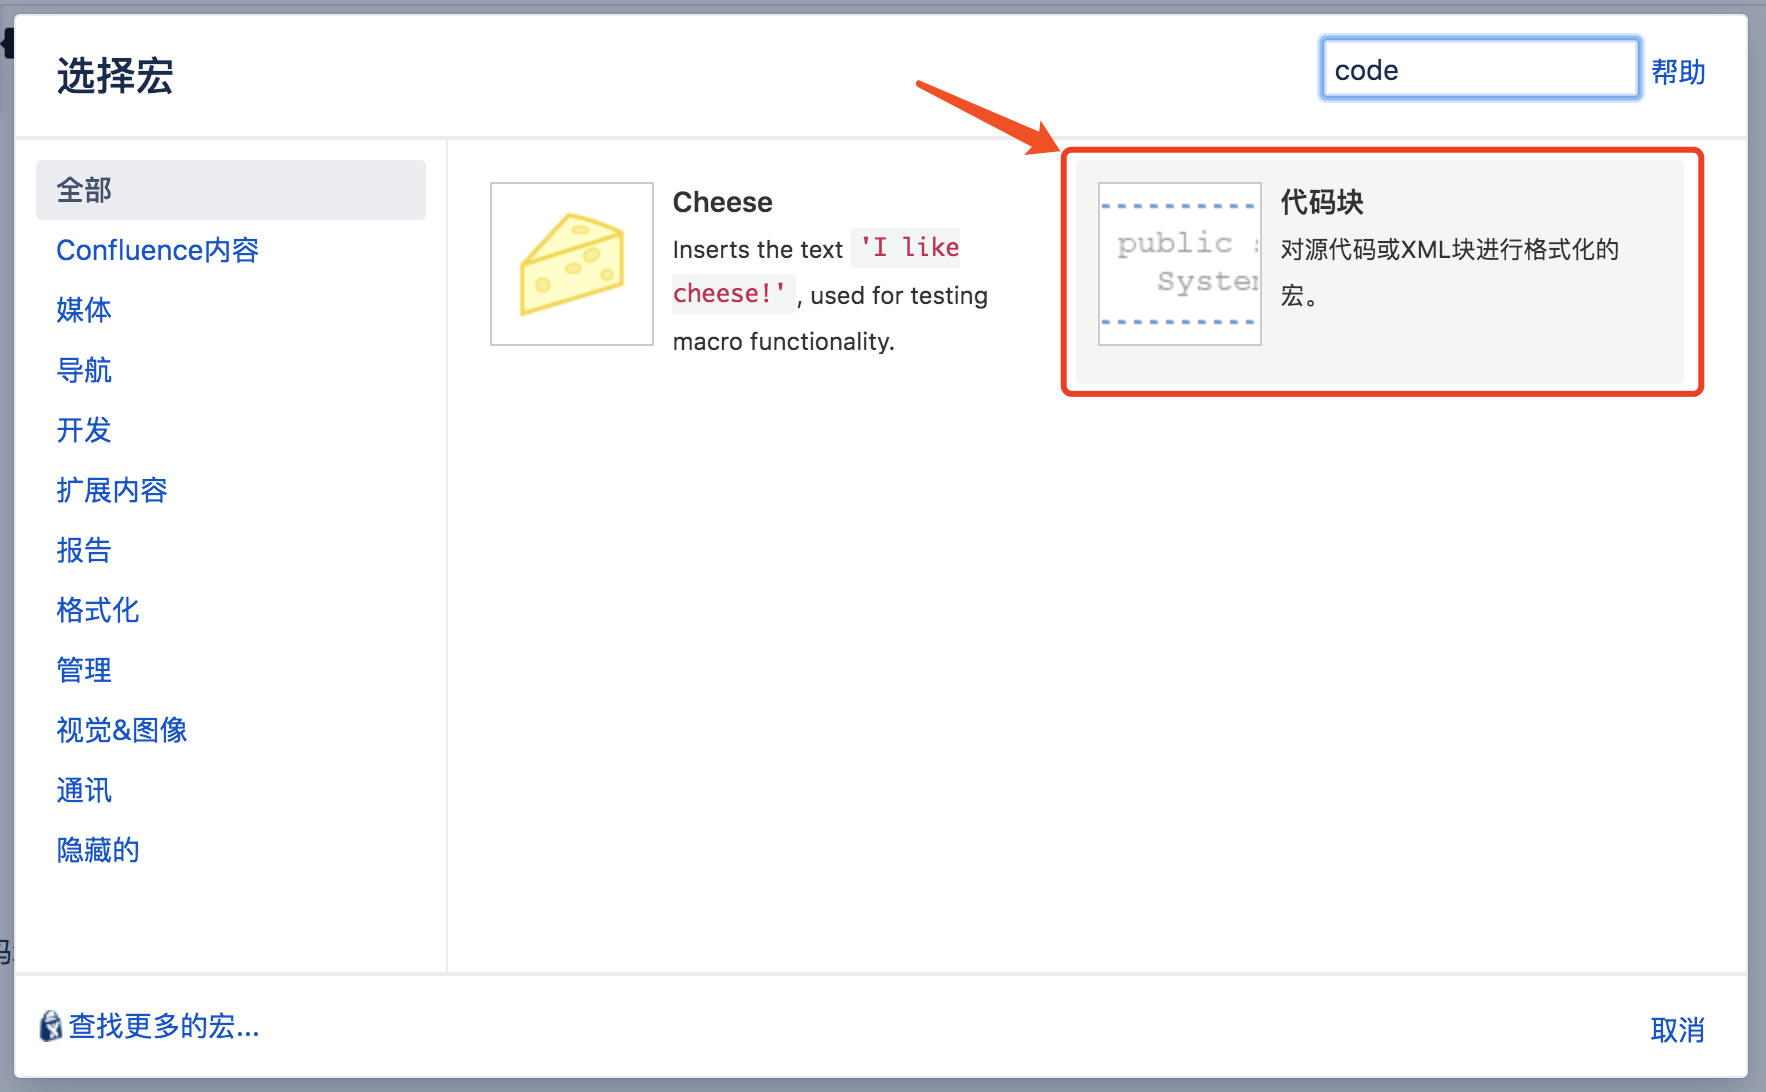 选择宏
code
帮助
全部
Confluence内容
媒体
导航
开发
扩展内容
报告
格式化
管理
视觉&图像
通讯
隐藏的
Cheese
Inserts the text 'I like
cheese!' , used for testing
macro functionality.
public
System
代码块
对源代码或XML块进行格式化的
宏。
查找更多的宏...
取消